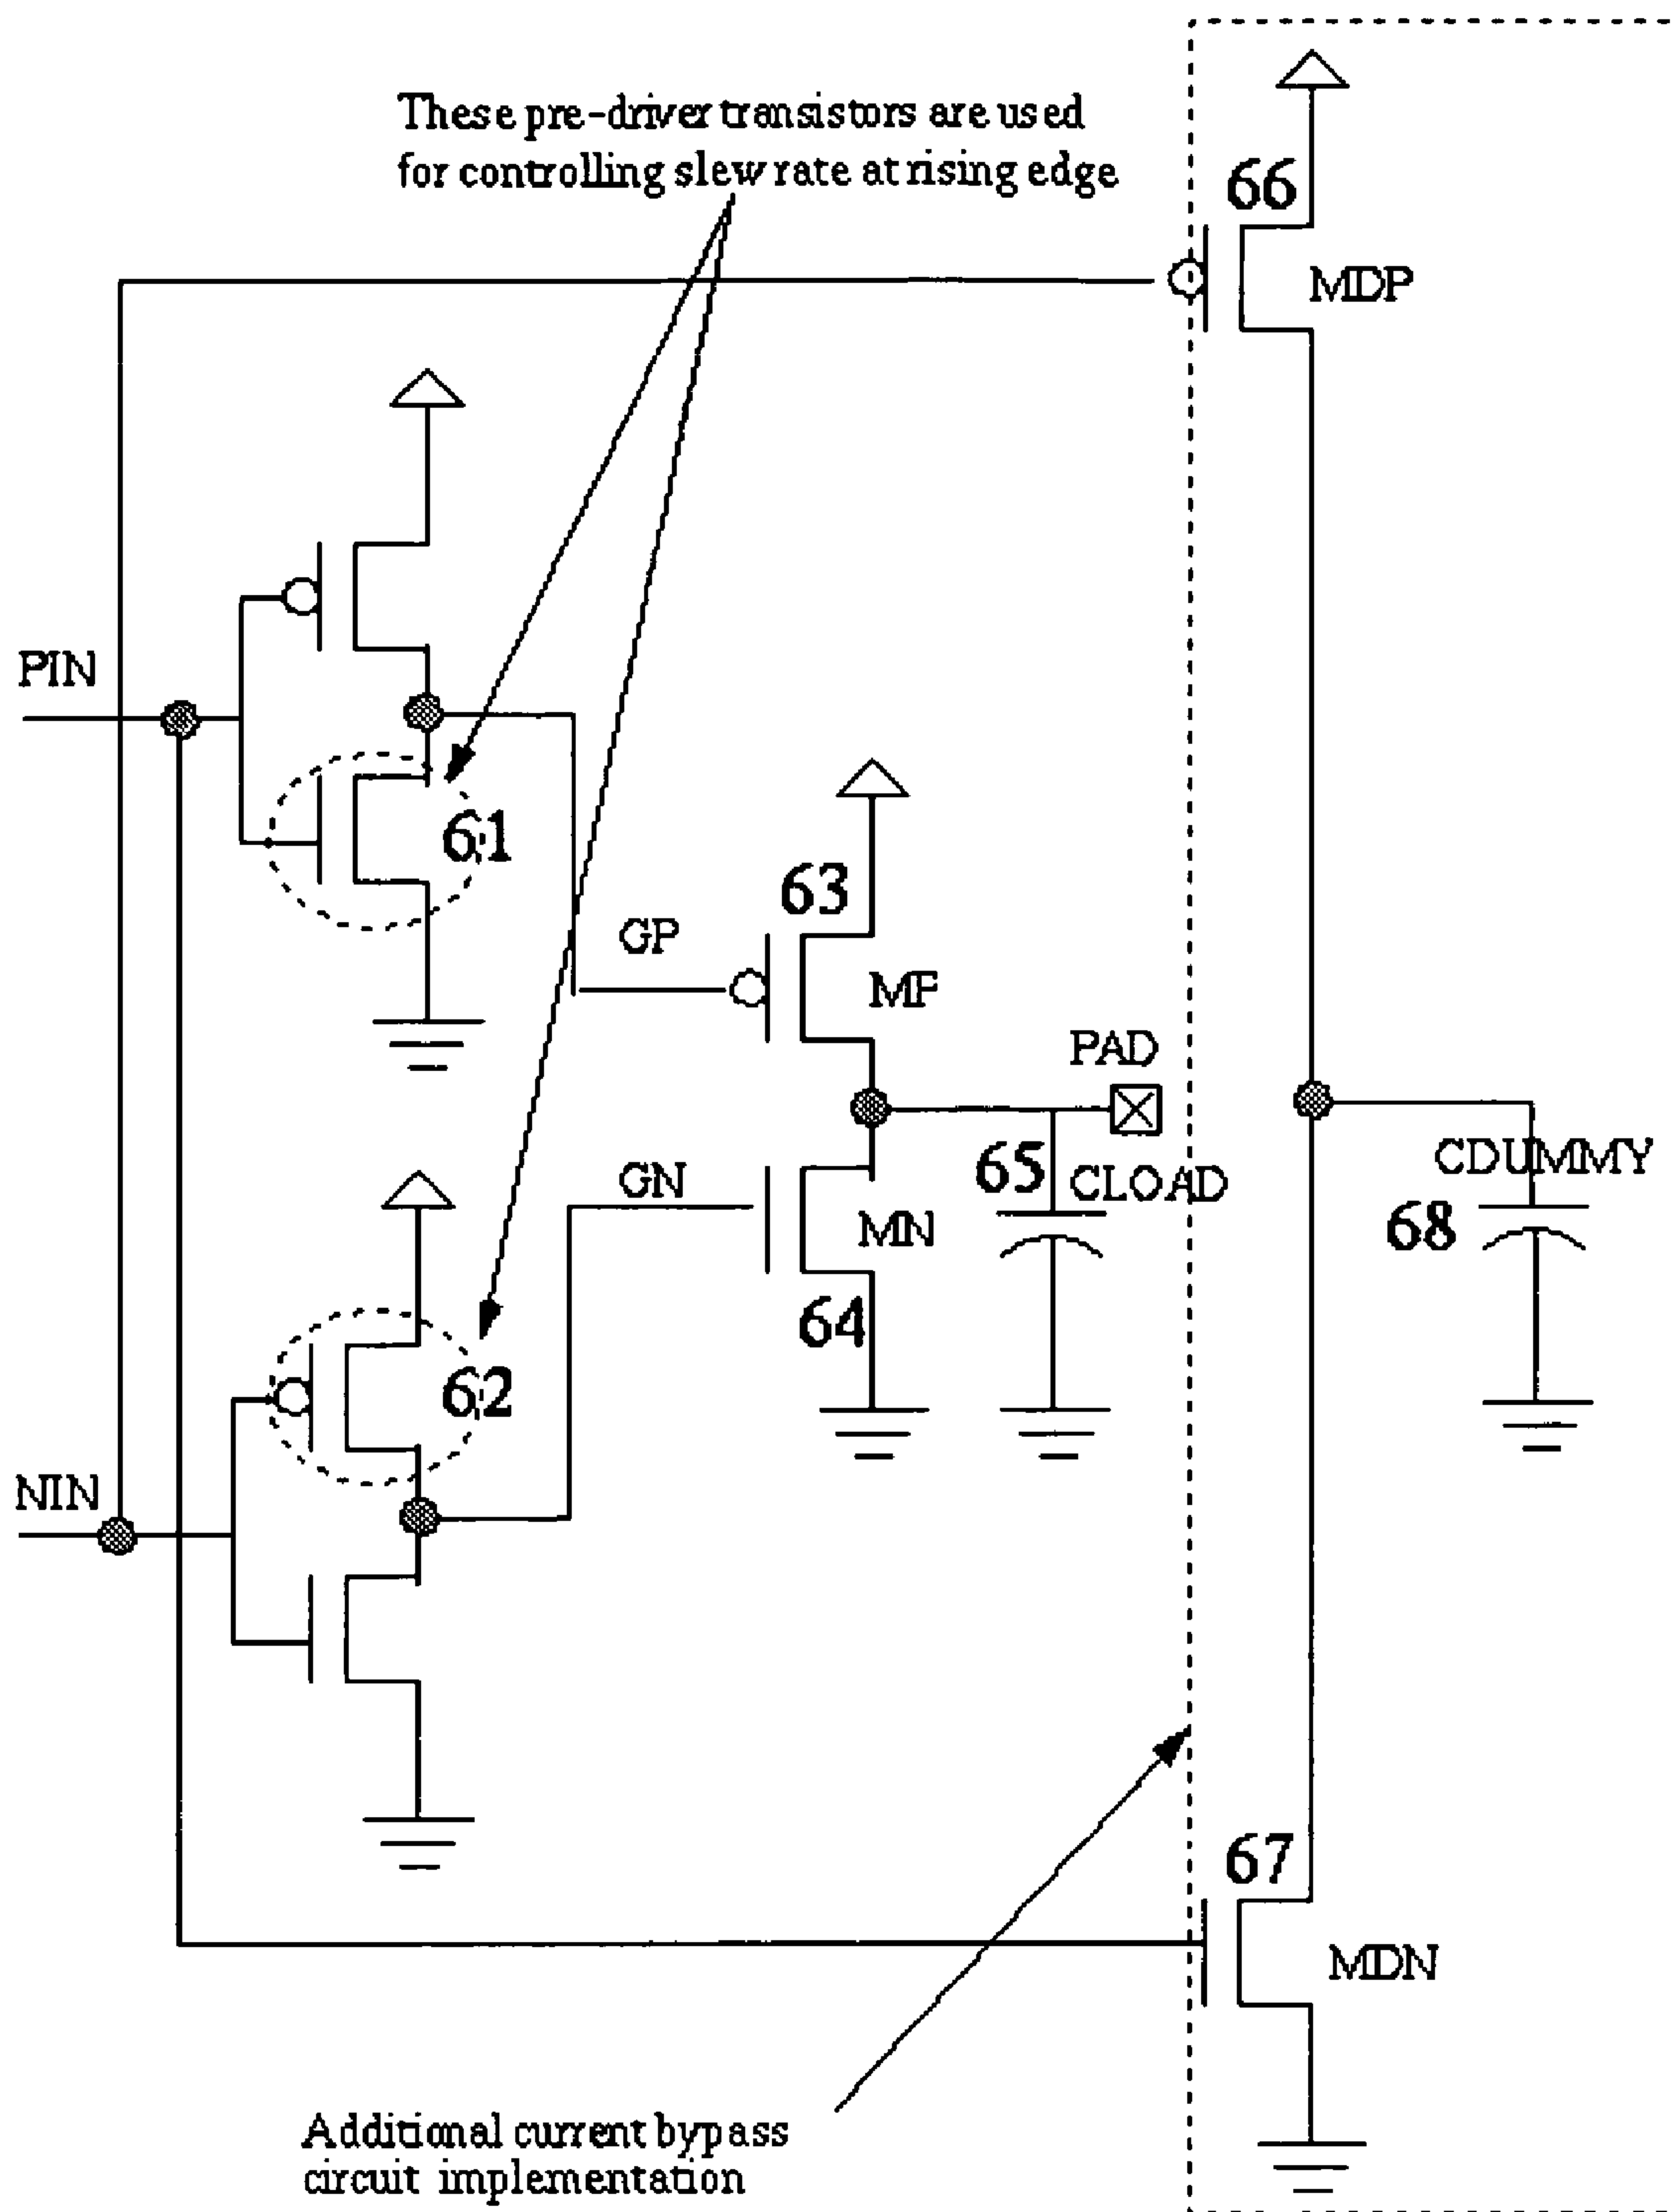 These pre-driver transistors are used
for controlling slew rate at rising edge
66
MDP
PIN
61
63
GP
MP
PAD
65
CLOAD
CDUMMY
68
GN
MN
64
62
NIN
67
MDN
Additional current bypass
circuit implementation